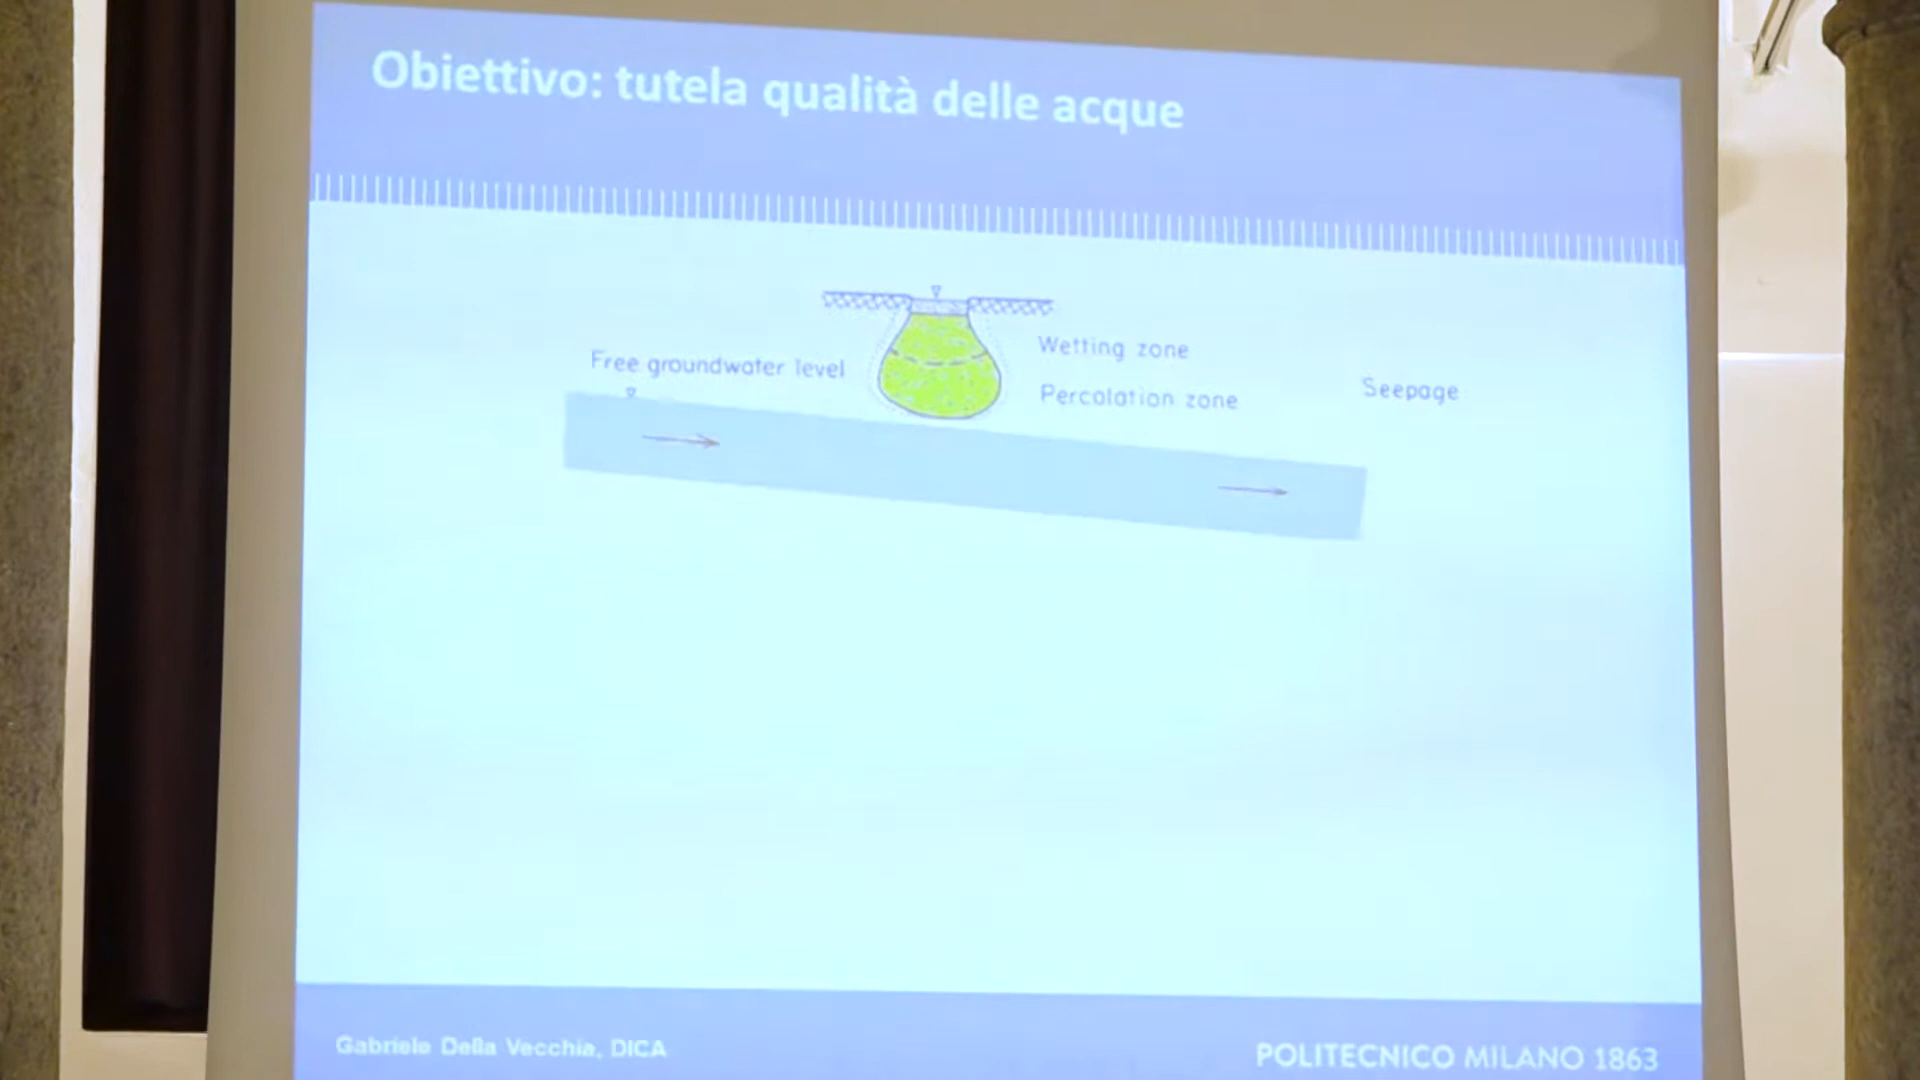 Obiettivo: tutela qualità delle acque
Wetting zone
Free groundwater level
Percolation zone
Seepage
Gabriele Della Vecchia, DICA
POLITECNICO MILANO 1863